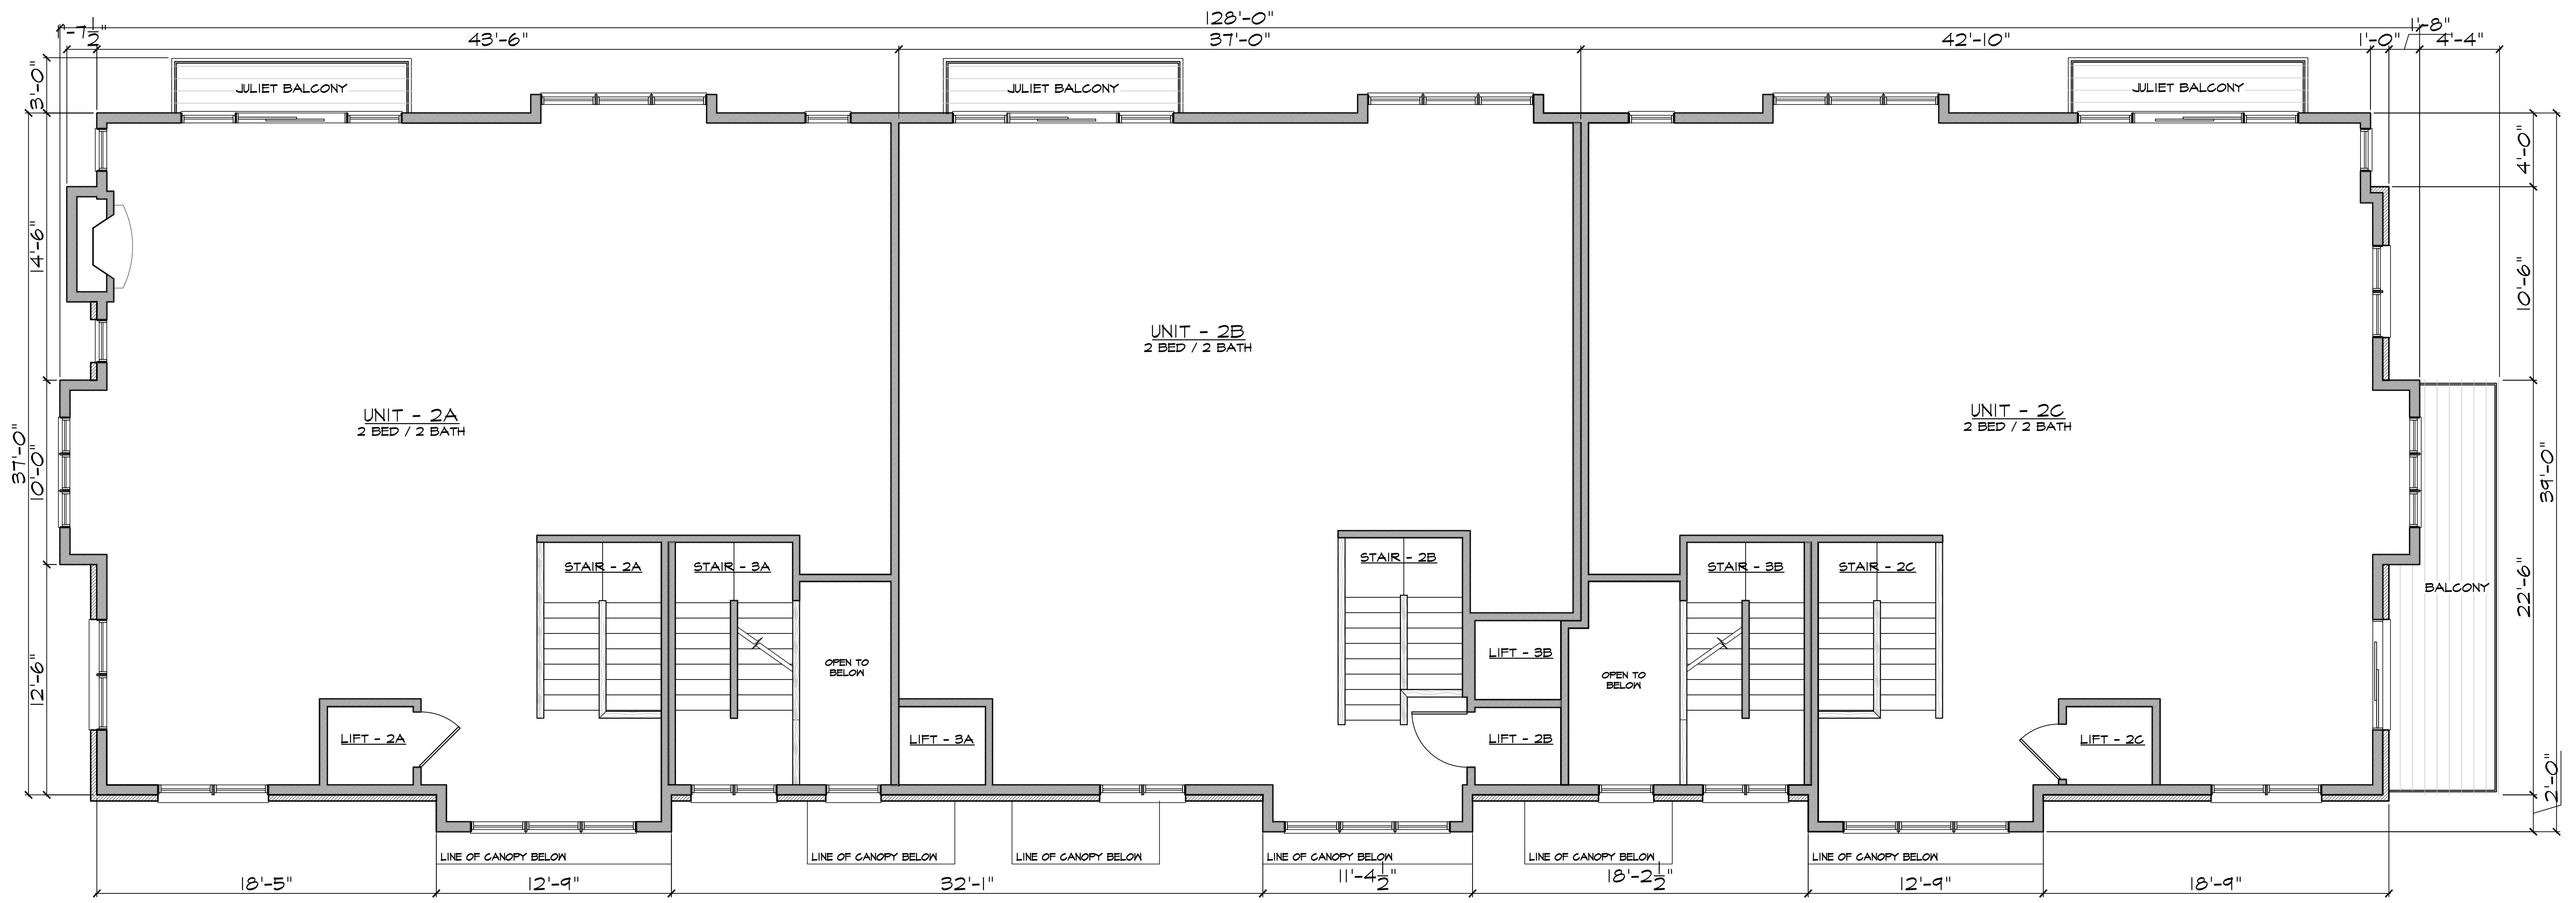 128'-0"
1'-7½"
43'-6"
37'-0"
42'-10"
1'-0"
1'-8"
4'-4"
3'-0"
JULIET BALCONY
JULIET BALCONY
JULIET BALCONY
4'-0"
14'-6"
10'-6"
UNIT - 2B
2 BED / 2 BATH
UNIT - 2A
2 BED / 2 BATH
UNIT - 2C
2 BED / 2 BATH
37'-0"
10'-0"
39'-0"
STAIR - 2A
STAIR - 3A
STAIR - 2B
STAIR - 3B
STAIR - 2C
BALCONY
22'-6"
12'-6"
OPEN TO
BELOW
LIFT - 3B
OPEN TO
BELOW
LIFT - 2A
LIFT - 3A
LIFT - 2B
LIFT - 2C
2'-0"
LINE OF CANOPY BELOW
LINE OF CANOPY BELOW
LINE OF CANOPY BELOW
LINE OF CANOPY BELOW
LINE OF CANOPY BELOW
LINE OF CANOPY BELOW
18'-5"
12'-9"
32'-1"
11'-4½"
18'-2½"
12'-9"
18'-9"